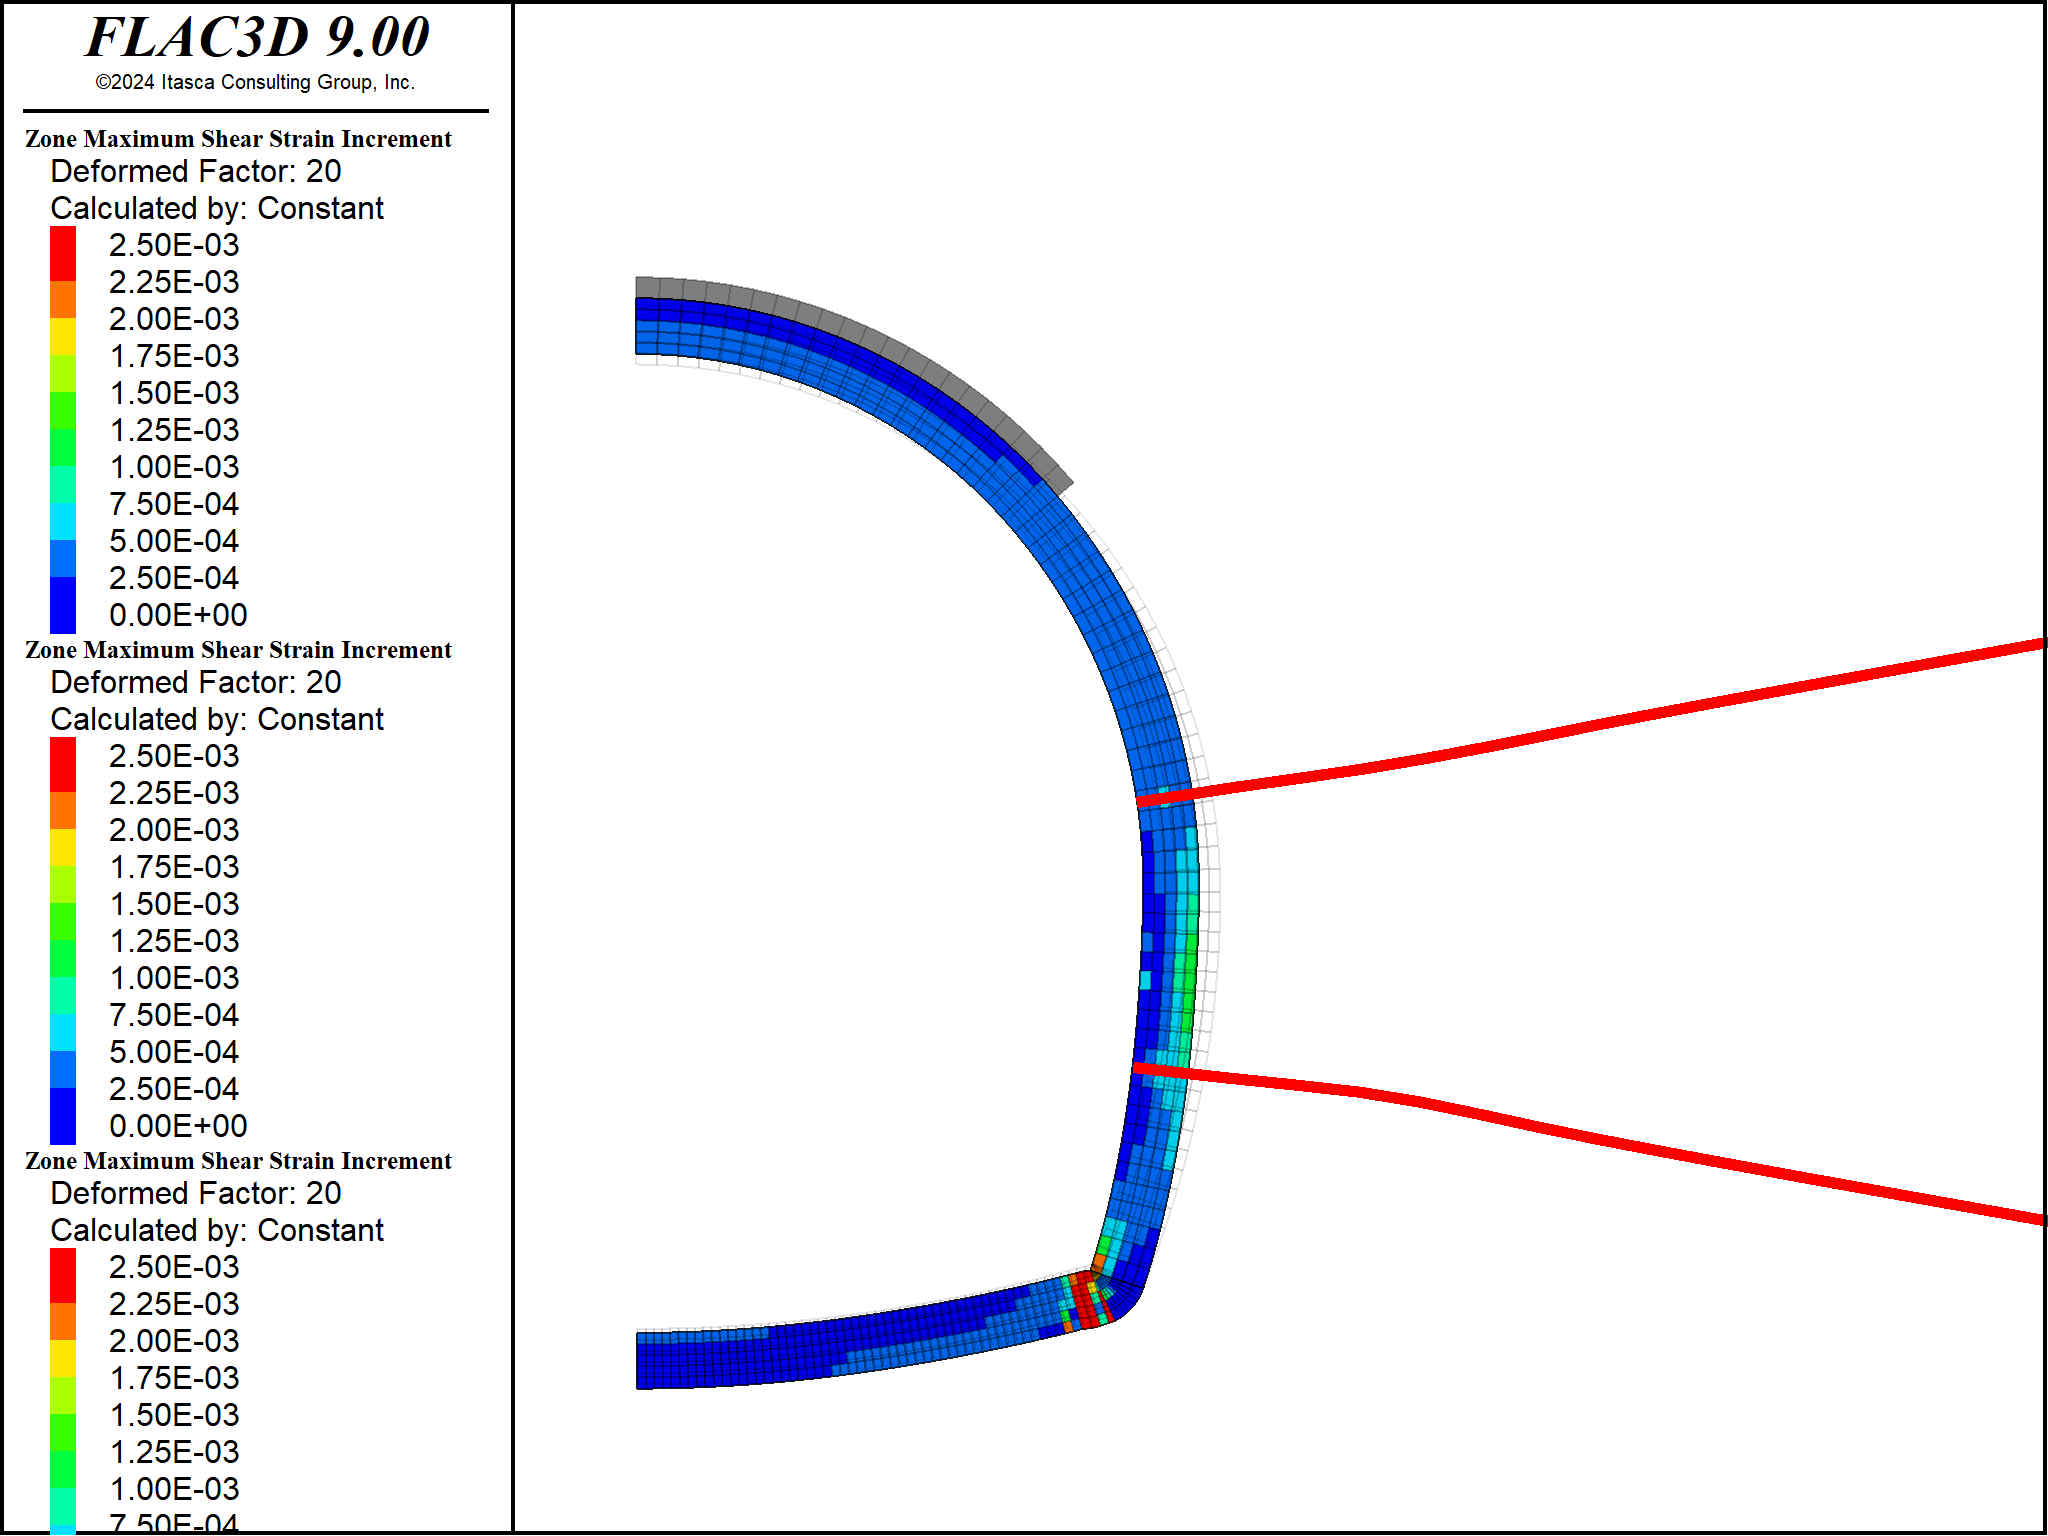 FLAC3D 9.00
©2024 Itasca Consulting Group, Inc.
Zone Maximum Shear Strain Increment
Deformed Factor: 20
Calculated by: Constant
2.50E-03
2.25E-03
2.00E-03
1.75E-03
1.50E-03
1.25E-03
1.00E-03
7.50E-04
5.00E-04
2.50E-04
0.00E+00
Zone Maximum Shear Strain Increment
Deformed Factor: 20
Calculated by: Constant
2.50E-03
2.25E-03
2.00E-03
1.75E-03
1.50E-03
1.25E-03
1.00E-03
7.50E-04
5.00E-04
2.50E-04
0.00E+00
Zone Maximum Shear Strain Increment
Deformed Factor: 20
Calculated by: Constant
2.50E-03
2.25E-03
2.00E-03
1.75E-03
1.50E-03
1.25E-03
1.00E-03
7.50E-04